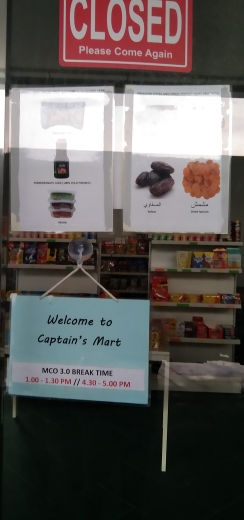 CLOSED
Please Come Again
الصفاوي
مشمش
Welcome to
Captain's Mart
MCO 3.0 BREAK TIME
1.00 - 1.30 PM // 4.30 - 5.00 PM